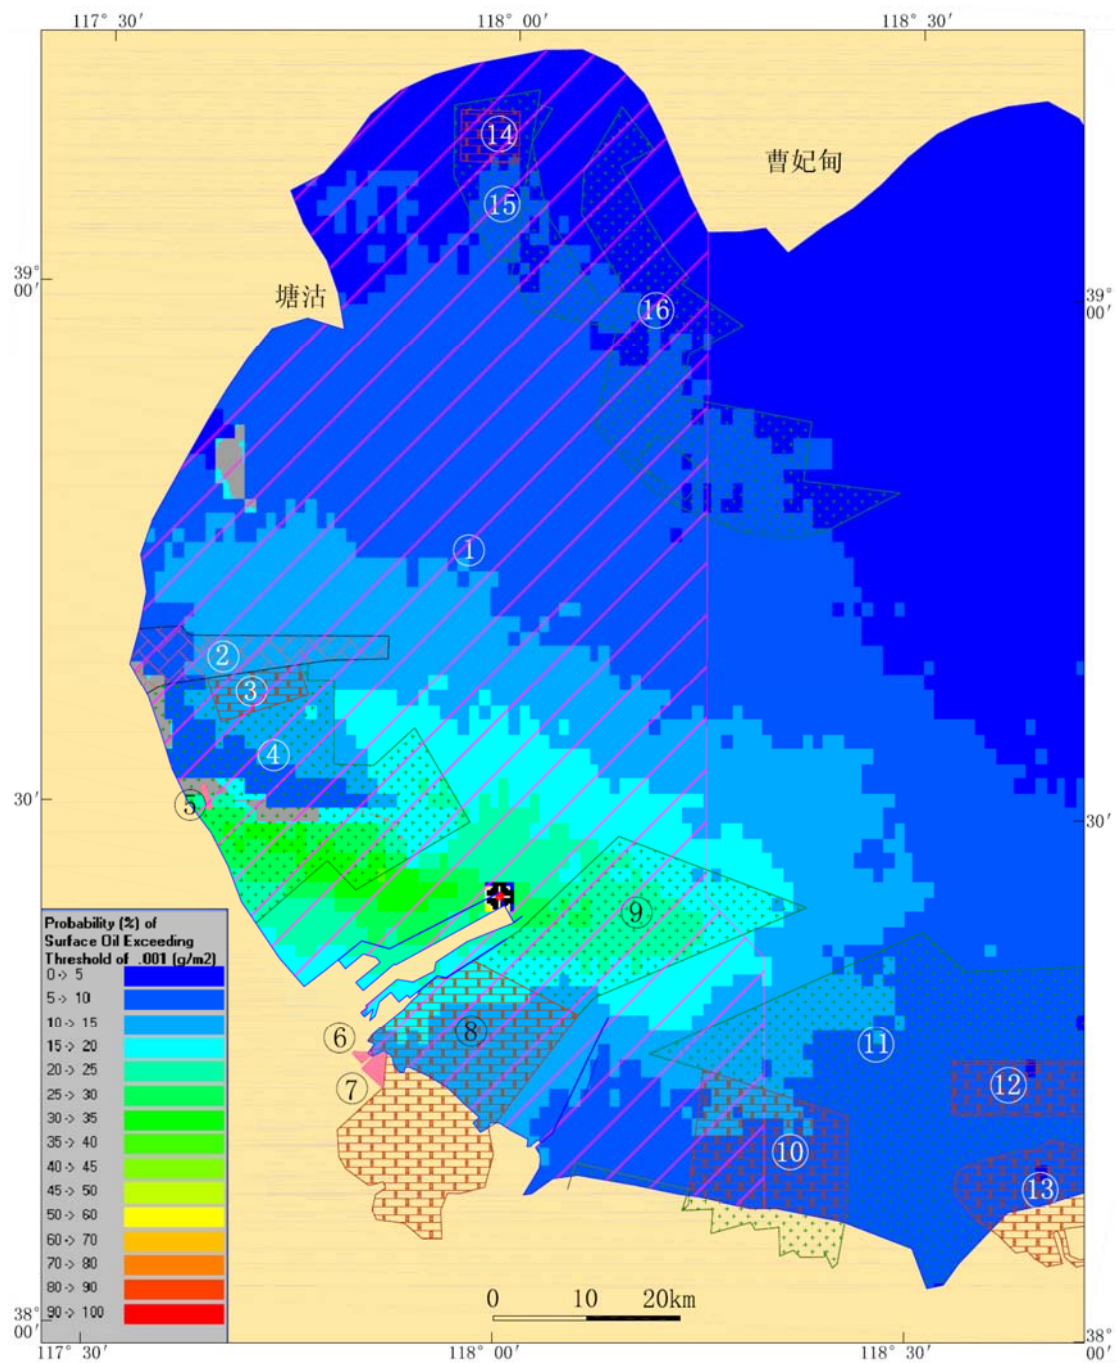 117° 30′ 118° 00′ 118° 30′
⑭
曹妃甸
⑮
39°
00′
塘沽
39°
00′
⑯
①
②
③
④
30′
⑤
30′
⑨
Probability (%) of
Surface Oil Exceeding
Threshold of .001 (g/m2)
0 -> 5
5 -> 10
10 -> 15
15 -> 20
20 -> 25
25 -> 30
30 -> 35
35 -> 40
40 -> 45
45 -> 50
50 -> 60
60 -> 70
70 -> 80
80 -> 90
90 -> 100
⑥
⑧
⑪
⑦
⑫
⑩
⑬
0 10 20km
38°
00′
38°
00′
117° 30′ 118° 00′ 118° 30′